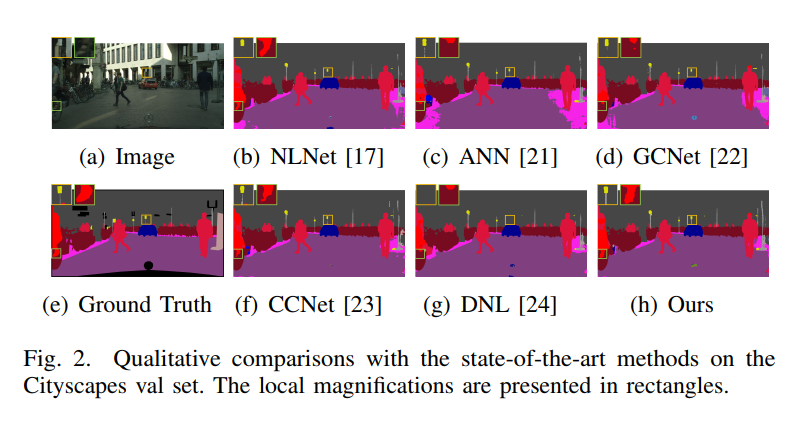 (a) Image (b) NLNet [17] (c) ANN [21] (d) GCNet [22]
(e) Ground Truth (f) CCNet [23] (g) DNL [24] (h) Ours
Fig. 2. Qualitative comparisons with the state-of-the-art methods on the
Cityscapes val set. The local magnifications are presented in rectangles.